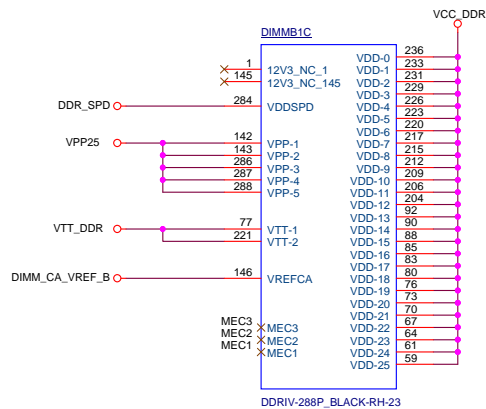 VCC_DDR
DIMMB1C
236 VDD-0
1 12V3_NC_1 VDD-1 233
145 12V3_NC_145 VDD-2 231
VDD-3 229
DDR_SPD 284 VDDSPD VDD-4 226
VDD-5 223
VDD-6 220
VPP25 142 VPP-1 VDD-7 217
143 VPP-2 VDD-8 215
286 VPP-3 VDD-9 212
287 VPP-4 VDD-10 209
288 VPP-5 VDD-11 206
VDD-12 204
VDD-13 92
VTT_DDR 77 VTT-1 VDD-14 90
221 VTT-2 VDD-15 88
VDD-16 85
VDD-17 83
DIMM_CA_VREF_B 146 VREFCA VDD-18 80
VDD-19 76
VDD-20 73
VDD-21 70
MEC3 MEC3 VDD-22 67
MEC2 MEC2 VDD-23 64
MEC1 MEC1 VDD-24 61
VDD-25 59
DDRIV-288P_BLACK-RH-23